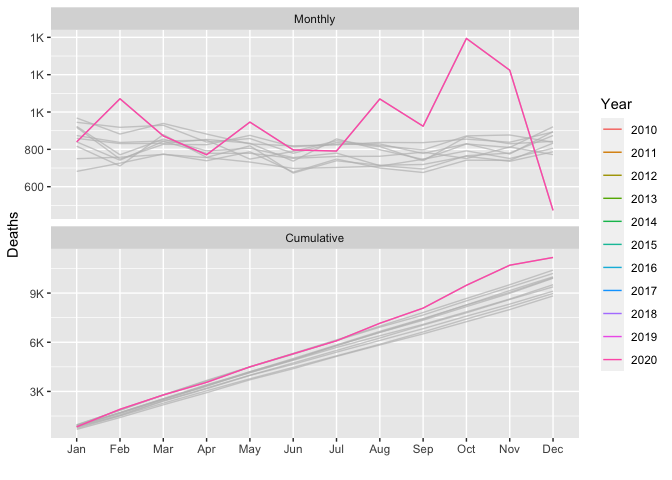 Monthly
1K
1K
1K
800
600
Deaths
Cumulative
9K
6K
3K
Jan Feb Mar Apr May Jun Jul Aug Sep Oct Nov Dec
Year
2010
2011
2012
2013
2014
2015
2016
2017
2018
2019
2020